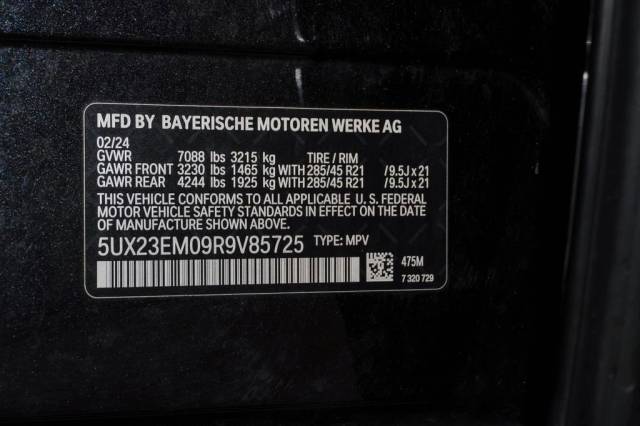 MFD BY BAYERISCHE MOTOREN WERKE AG
02/24
GVWR 7088 lbs 3215 kg TIRE / RIM
GAWR FRONT 3230 lbs 1465 kg WITH 285/45 R21 / 9.5J x 21
GAWR REAR 4244 lbs 1925 kg WITH 285/45 R21 / 9.5J x 21
THIS VEHICLE CONFORMS TO ALL APPLICABLE U. S. FEDERAL
MOTOR VEHICLE SAFETY STANDARDS IN EFFECT ON THE DATE
OF MANUFACTURE SHOWN ABOVE.
5UX23EM09R9V85725 TYPE: MPV
475M
7 320 729